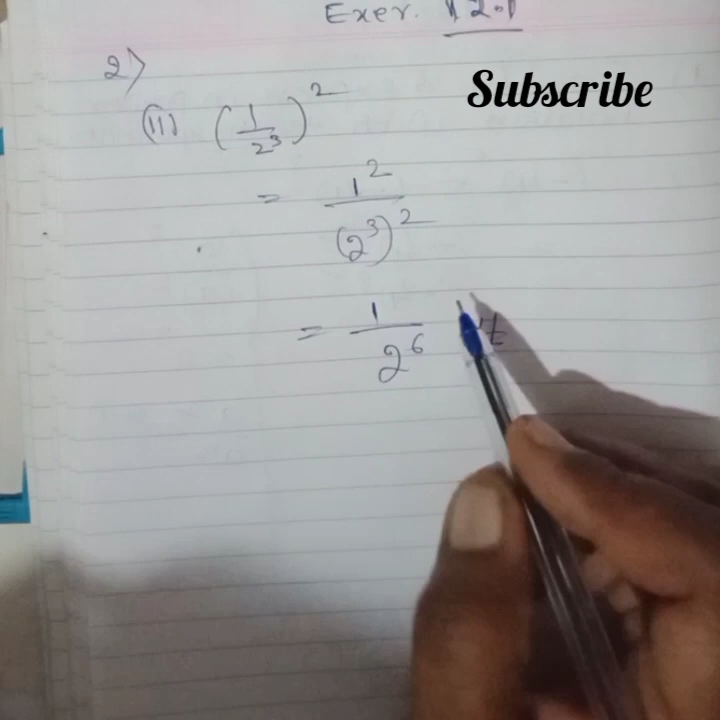 Exer. 12.1
Subscribe
2)
(ii) (1/2³)²
= 1²/(2³)²
= 1/2⁶